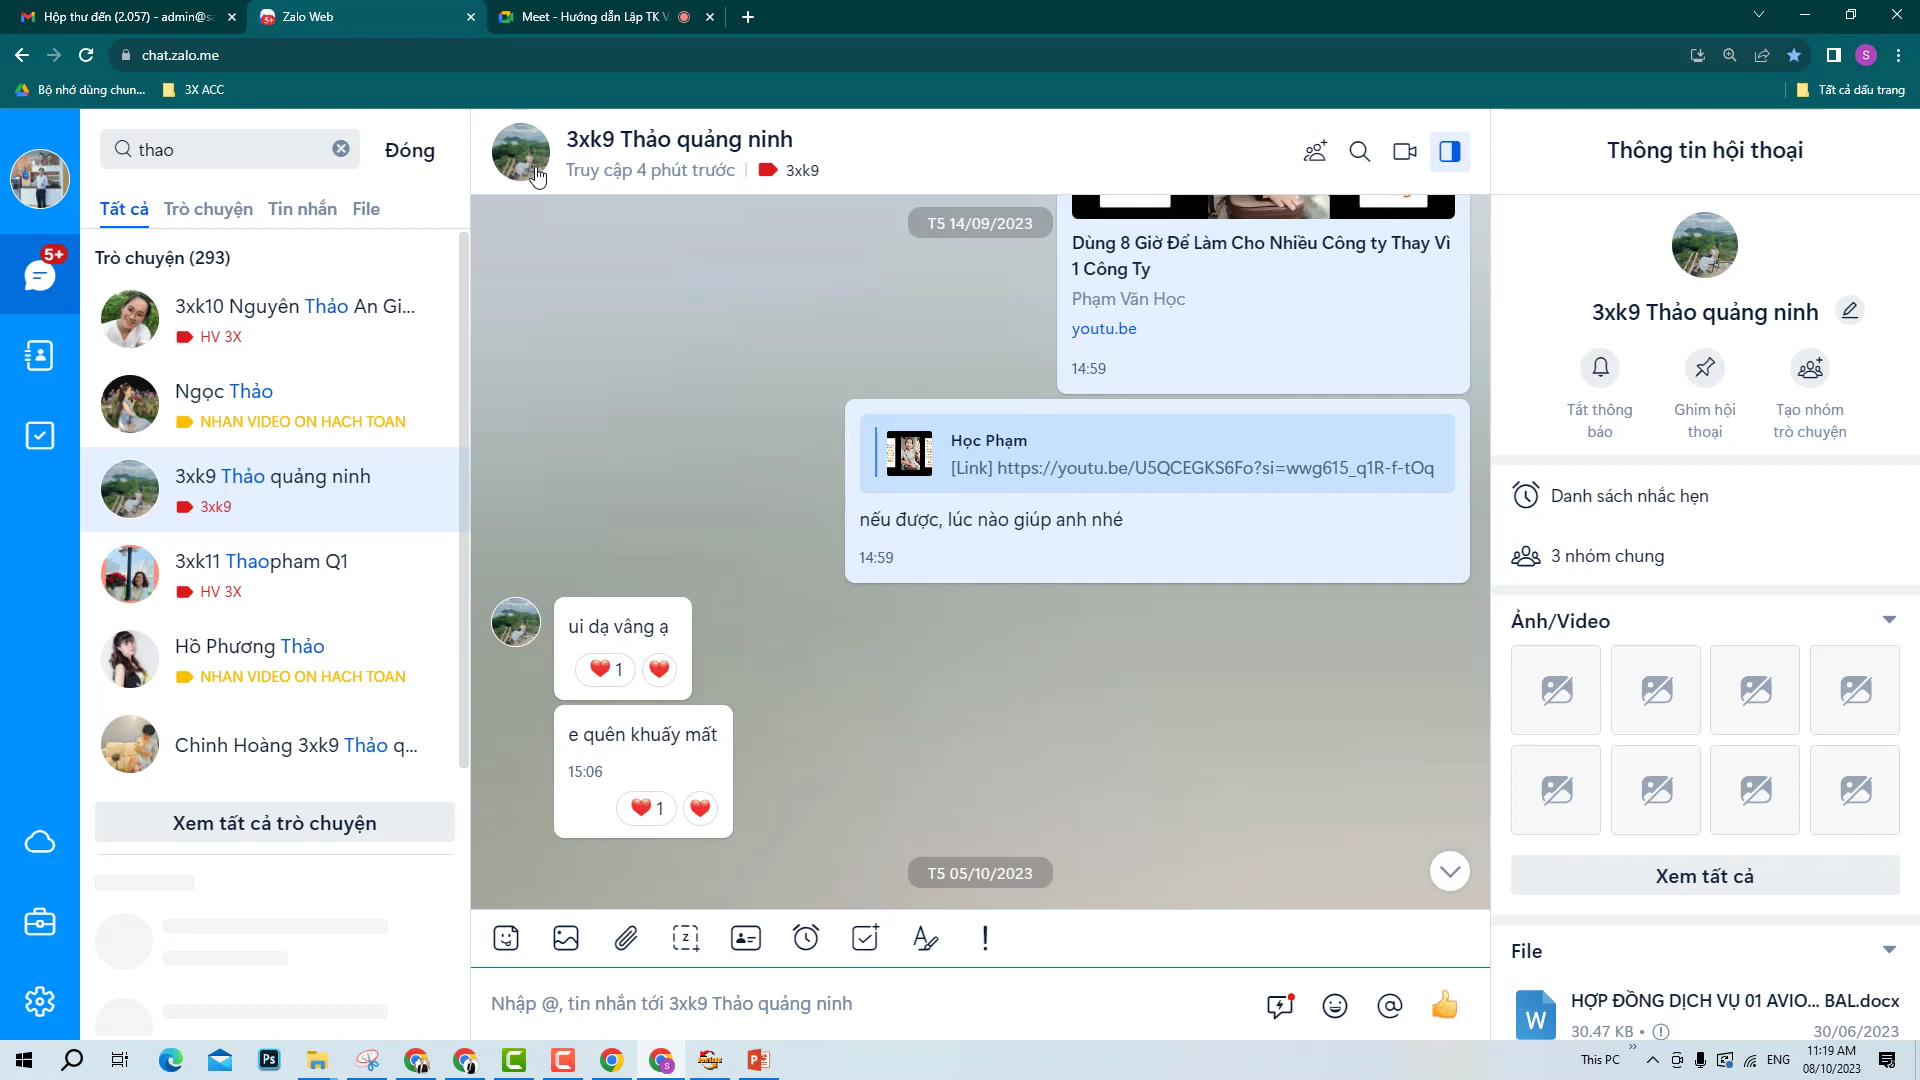 Hộp thư đến (2.057) - admin@sa
Zalo Web
Meet - Hướng dẫn Lập TK V
chat.zalo.me
S
Bộ nhớ dùng chun...
3X ACC
Tất cả dấu trang
thao
Đóng
Tất cả
Trò chuyện
Tin nhắn
File
5+
Trò chuyện (293)
3xk10 Nguyên Thảo An Gi...
HV 3X
Ngọc Thảo
NHAN VIDEO ON HACH TOAN
3xk9 Thảo quảng ninh
3xk9
3xk11 Thaopham Q1
HV 3X
Hồ Phương Thảo
NHAN VIDEO ON HACH TOAN
Chinh Hoàng 3xk9 Thảo q...
Xem tất cả trò chuyện
3xk9 Thảo quảng ninh
Truy cập 4 phút trước
3xk9
T5 14/09/2023
Dùng 8 Giờ Để Làm Cho Nhiều Công ty Thay Vì
1 Công Ty
Phạm Văn Học
youtu.be
14:59
Học Phạm
[Link] https://youtu.be/U5QCEGKS6Fo?si=wwg615_q1R-f-tOq
nếu được, lúc nào giúp anh nhé
14:59
ui dạ vâng ạ
1
e quên khuấy mất
15:06
1
T5 05/10/2023
Nhập @, tin nhắn tới 3xk9 Thảo quảng ninh
Thông tin hội thoại
3xk9 Thảo quảng ninh
Tắt thông
báo
Ghim hội
thoại
Tạo nhóm
trò chuyện
Danh sách nhắc hẹn
3 nhóm chung
Ảnh/Video
Xem tất cả
File
W
HỢP ĐỒNG DỊCH VỤ 01 AVIO... BAL.docx
30.47 KB
30/06/2023
Ps
This PC
ENG
11:19 AM
08/10/2023